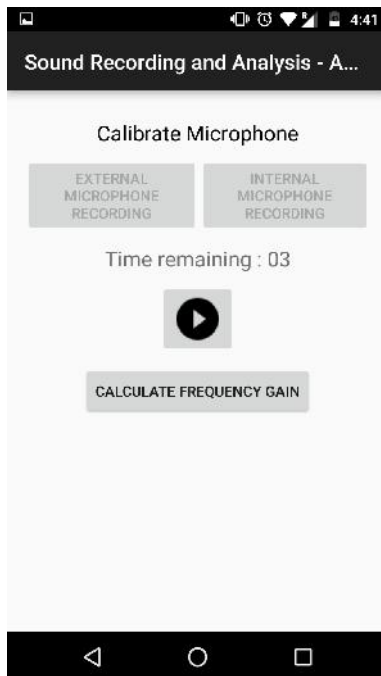 4:41
Sound Recording and Analysis - A...
Calibrate Microphone
EXTERNAL
MICROPHONE
RECORDING
INTERNAL
MICROPHONE
RECORDING
Time remaining : 03
CALCULATE FREQUENCY GAIN